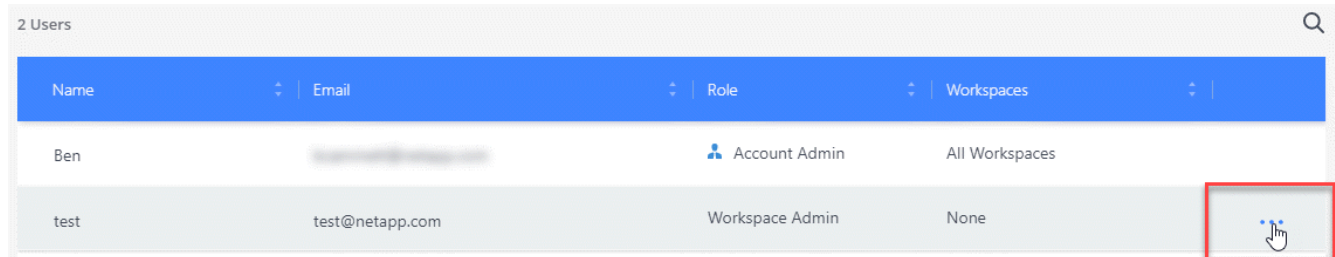 2 Users
Name Email Role Workspaces
Ben Account Admin All Workspaces
test test@netapp.com Workspace Admin None